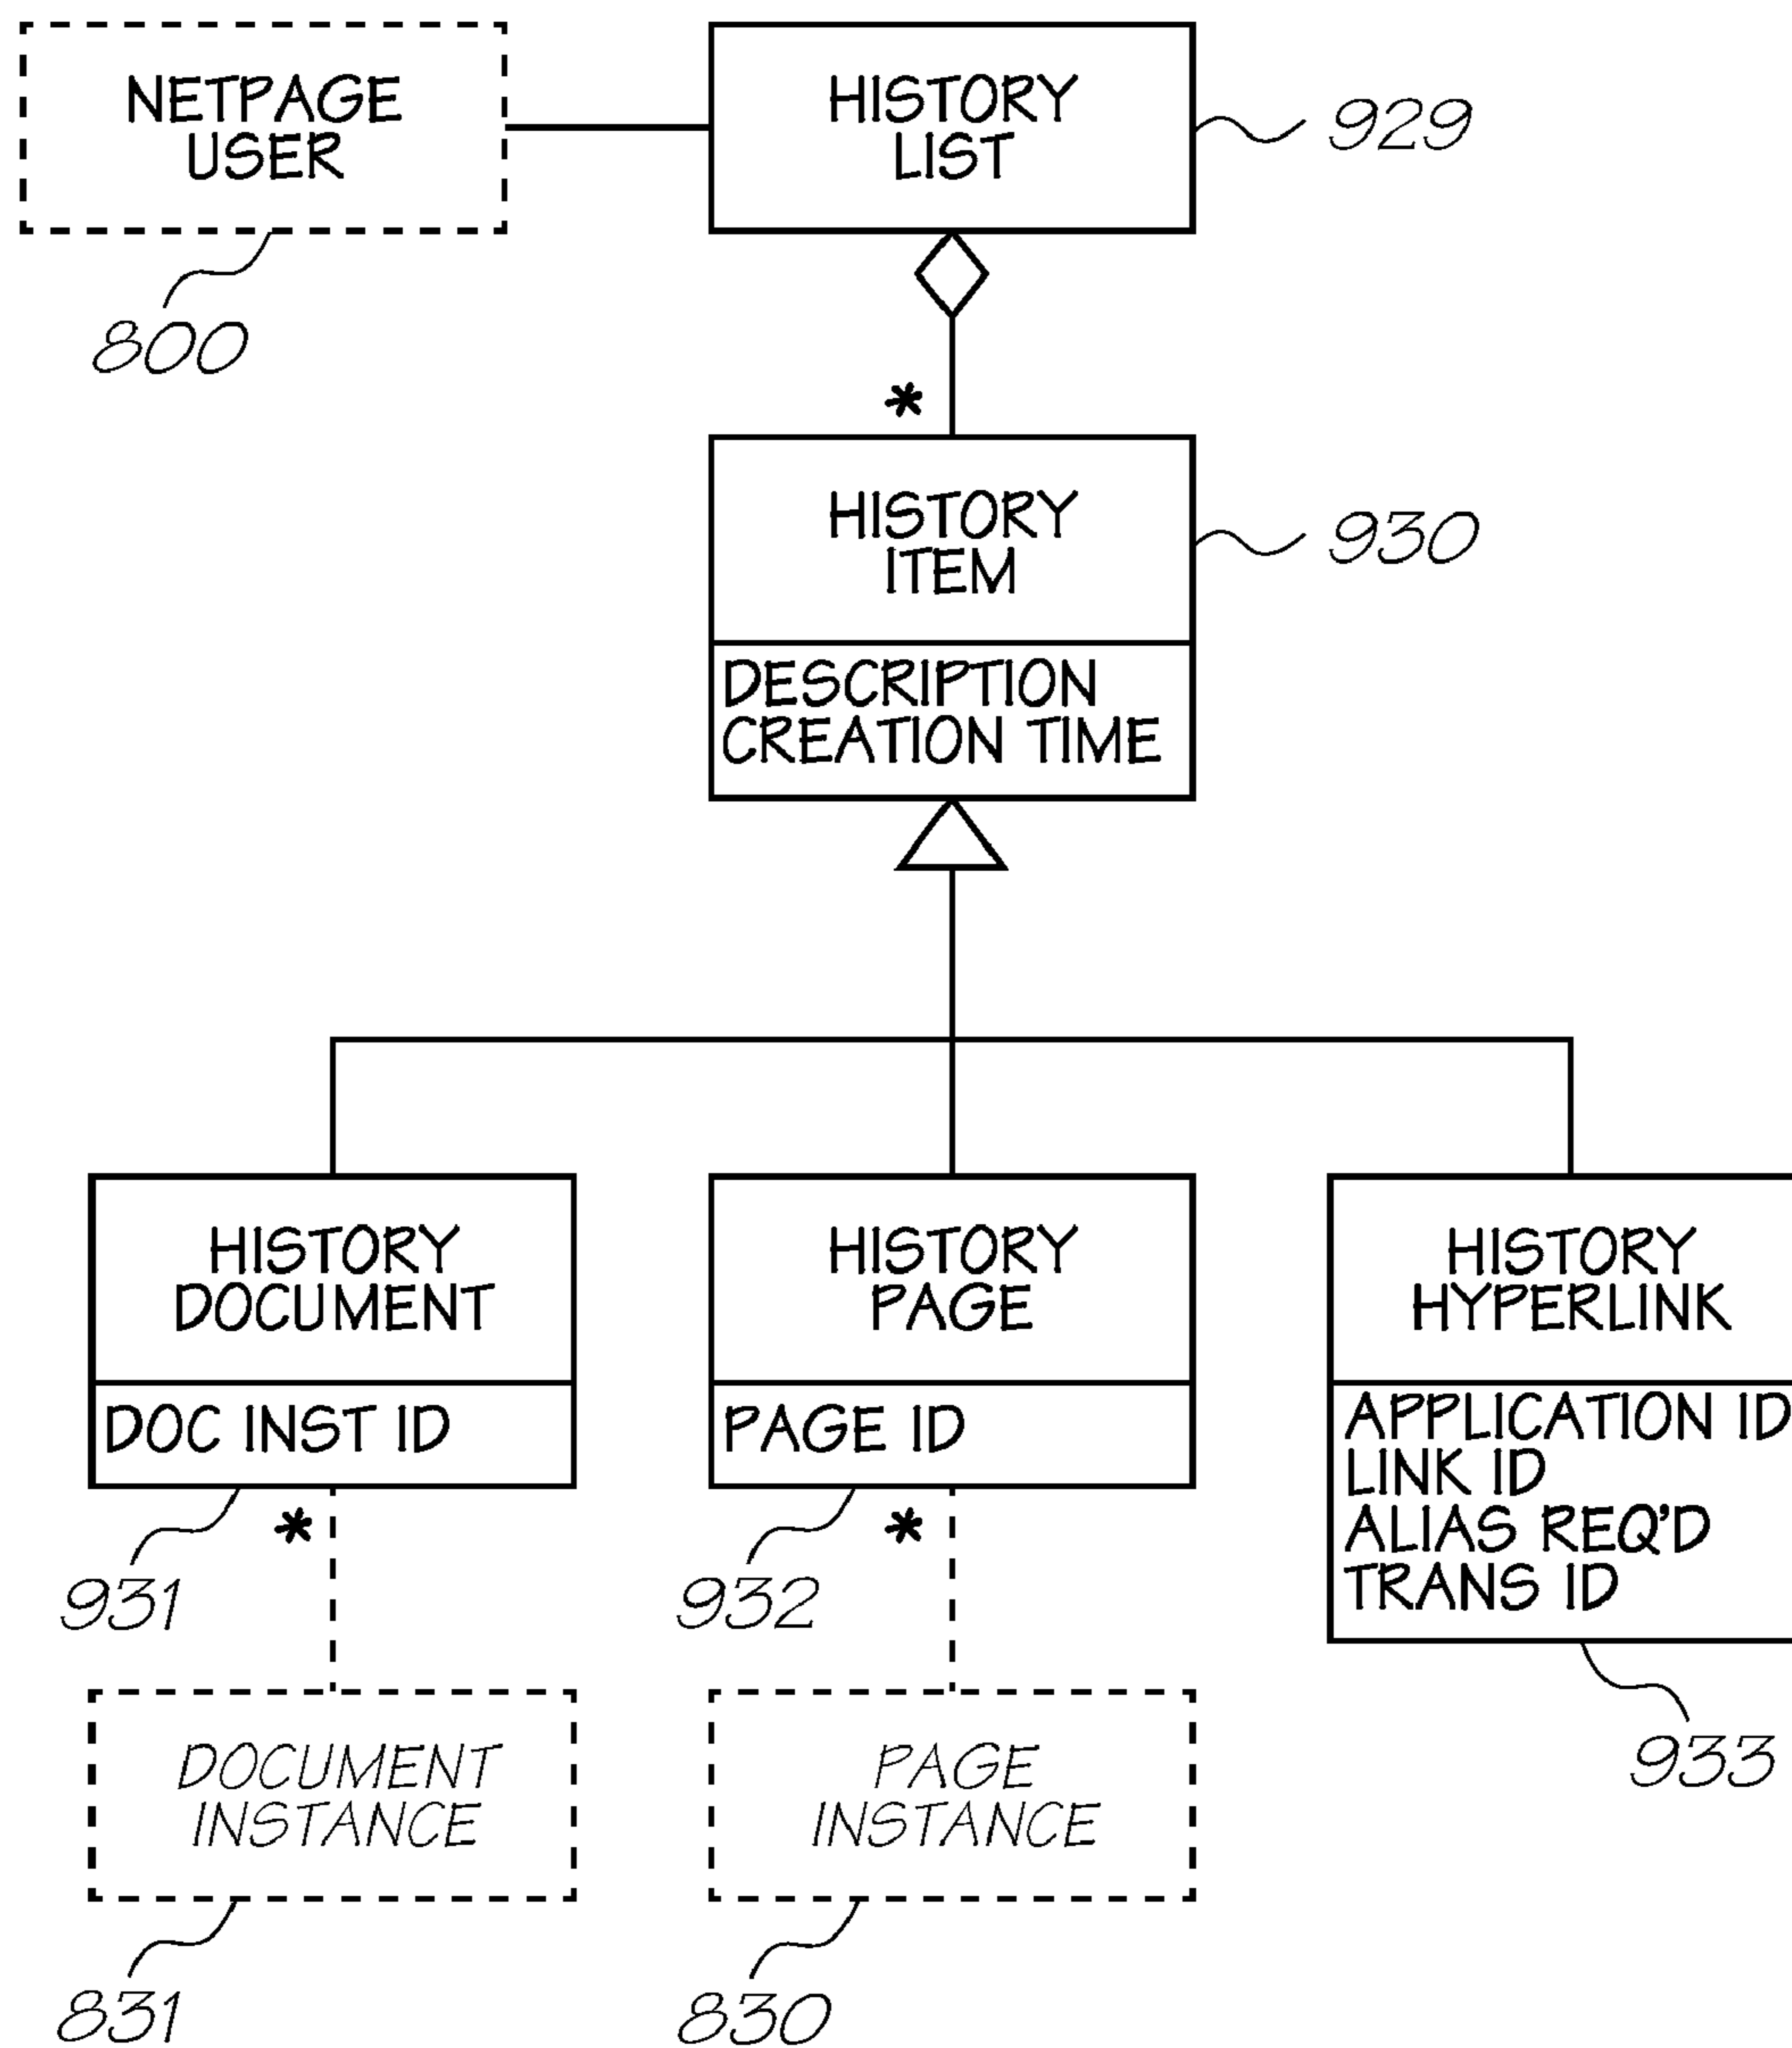 NETPAGE
USER
800
HISTORY
LIST
929
*
HISTORY
ITEM
930
DESCRIPTION
CREATION TIME
HISTORY
DOCUMENT
DOC INST ID
931
*
HISTORY
PAGE
PAGE ID
932
*
HISTORY
HYPERLINK
APPLICATION ID
LINK ID
ALIAS REQ'D
TRANS ID
933
DOCUMENT
INSTANCE
831
PAGE
INSTANCE
830